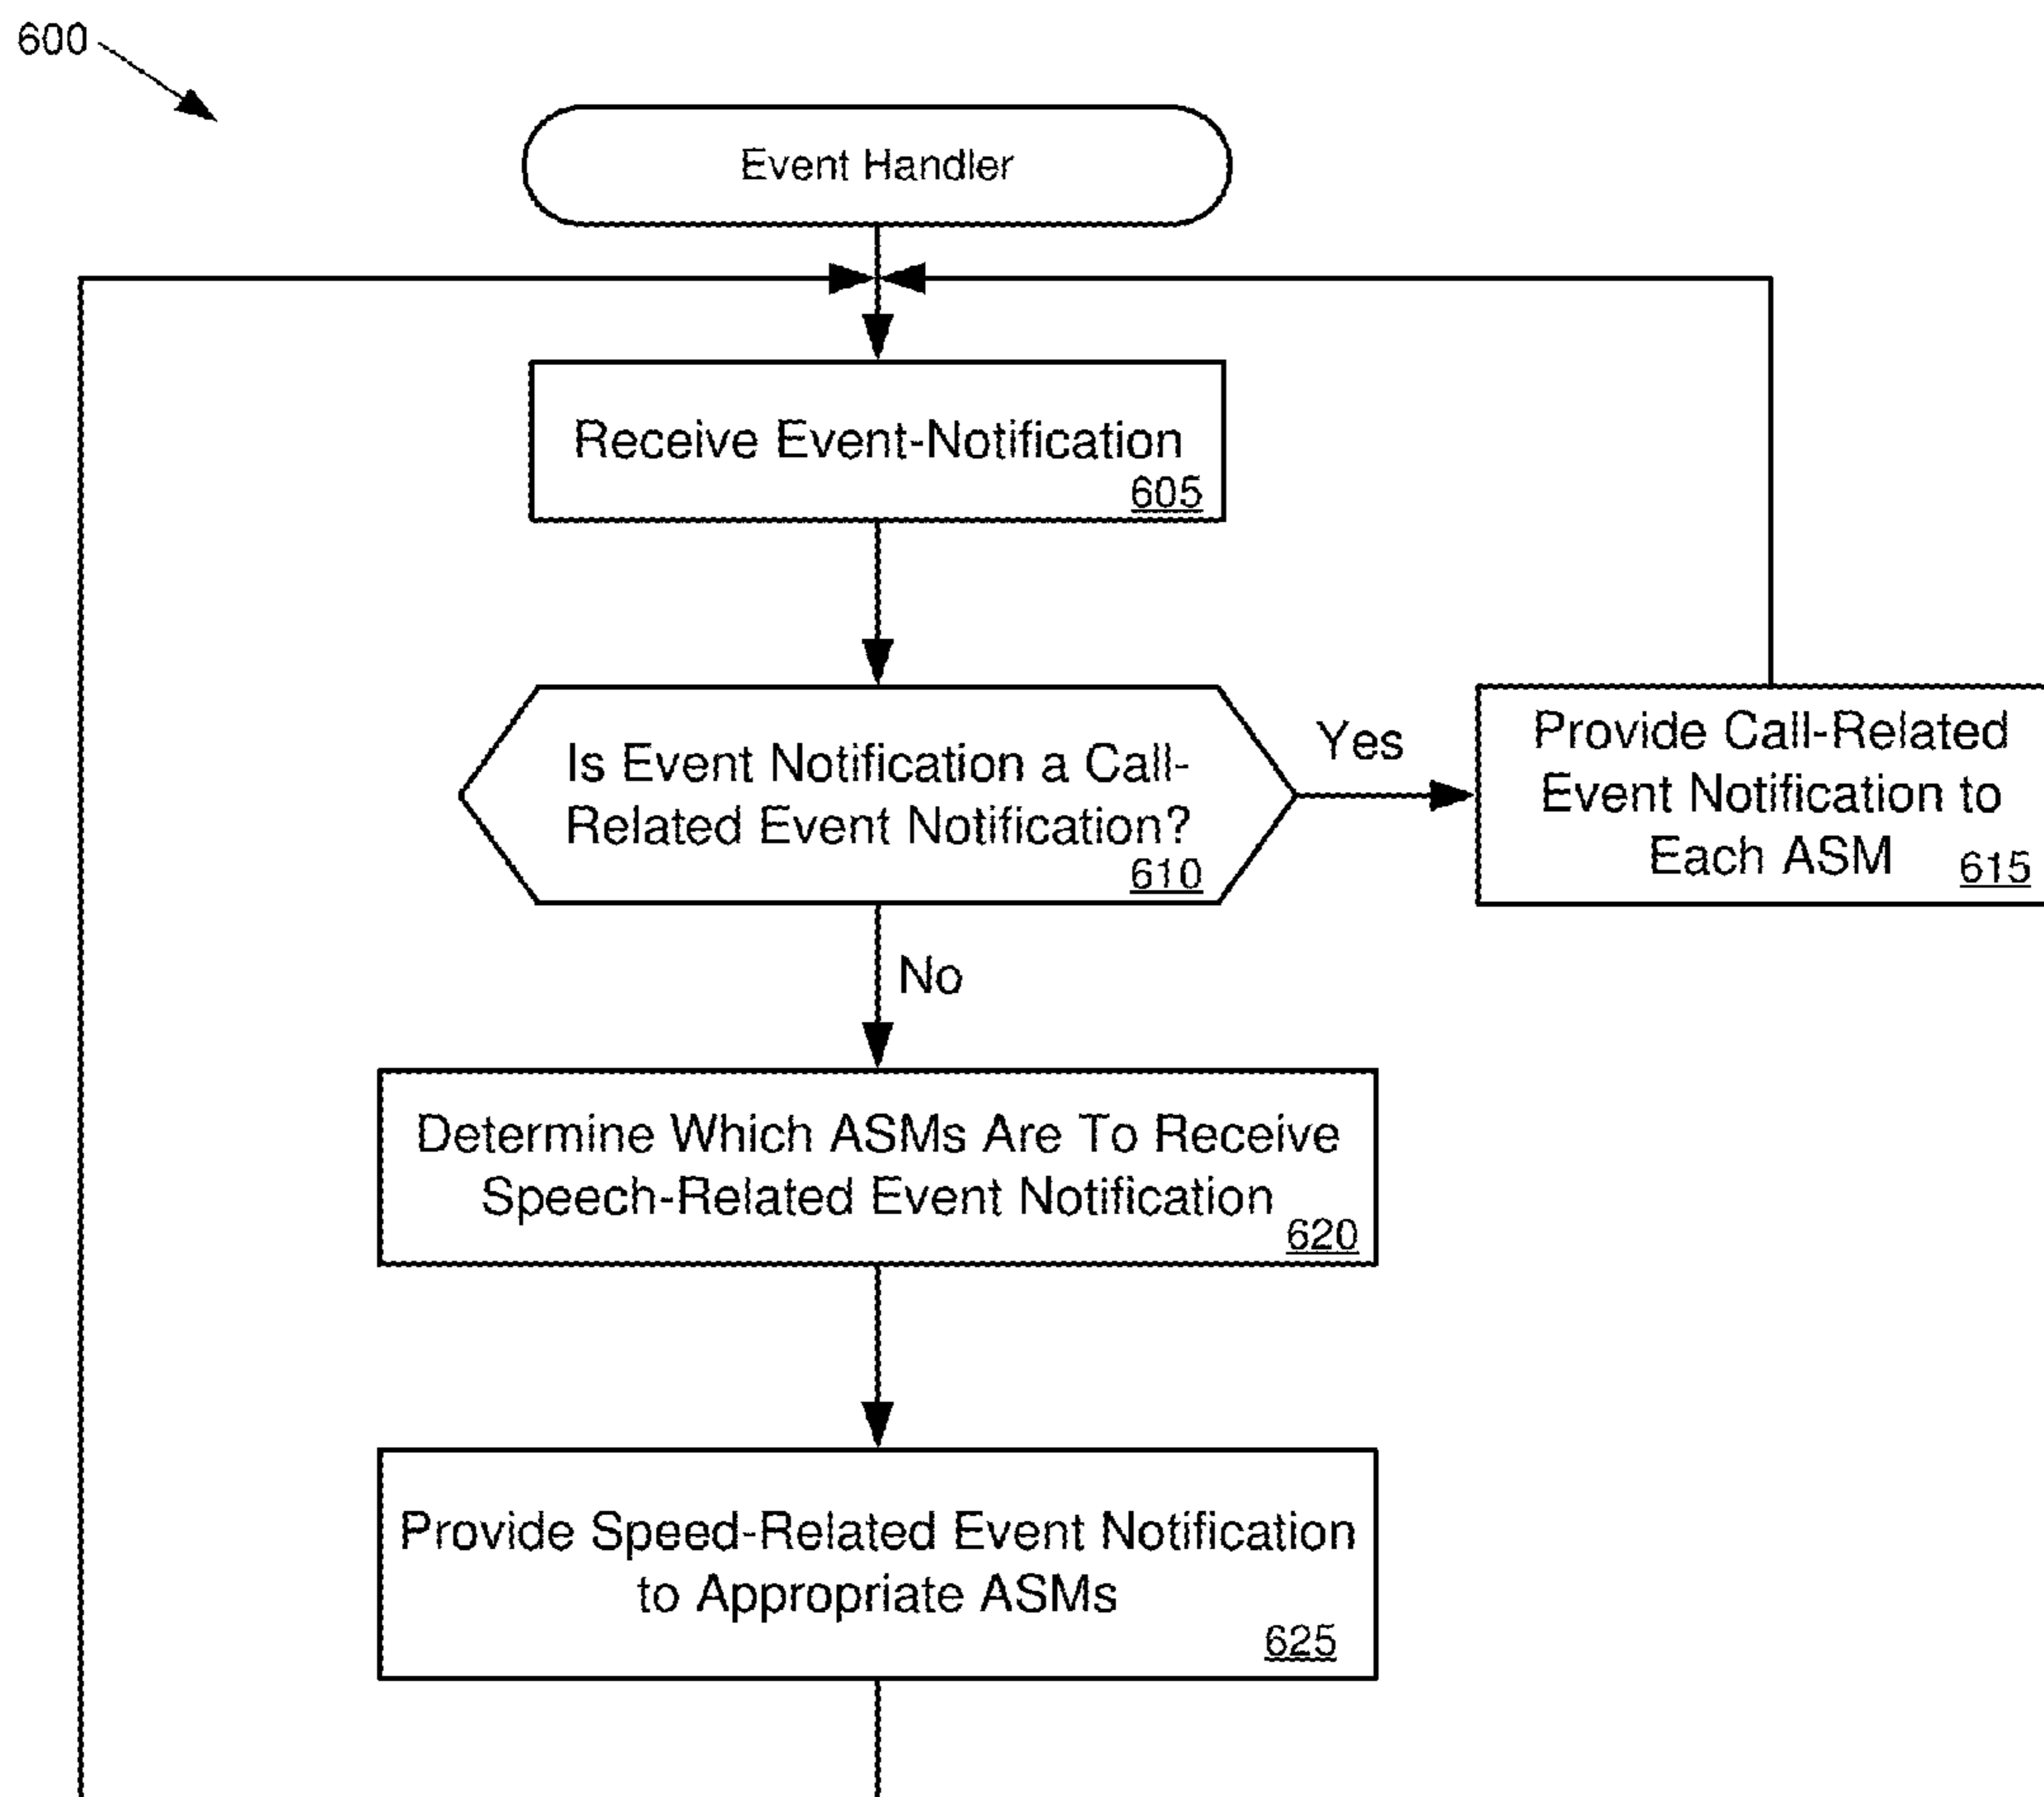 600
Event Handler
Receive Event-Notification
605
Is Event Notification a Call-
Related Event Notification?
610
Yes
Provide Call-Related
Event Notification to
Each ASM
615
No
Determine Which ASMs Are To Receive
Speech-Related Event Notification
620
Provide Speed-Related Event Notification
to Appropriate ASMs
625